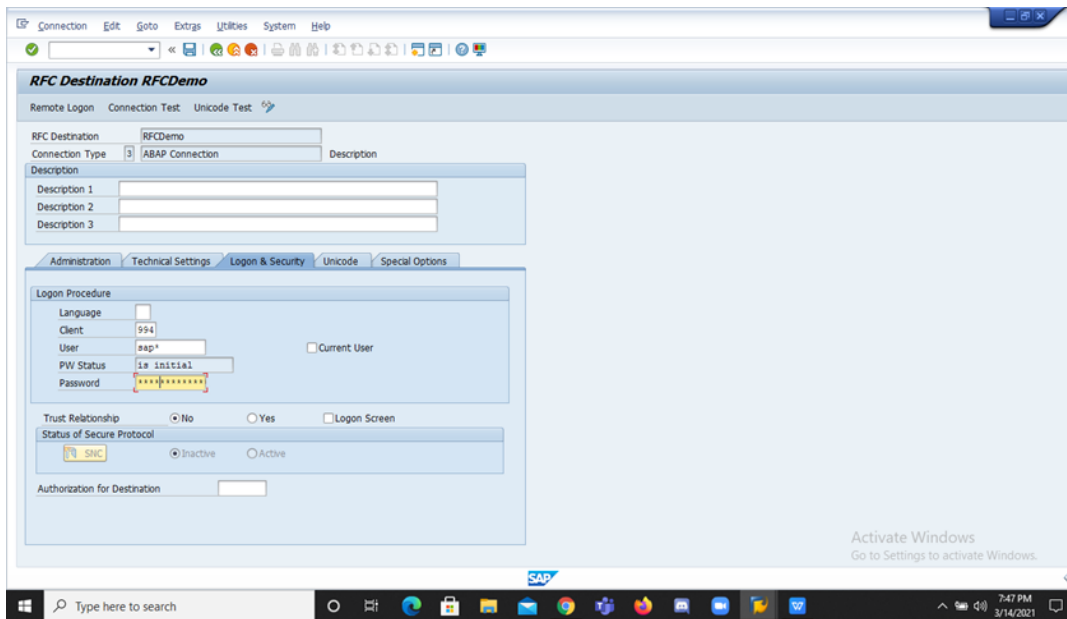 Connection Edit Goto Extras Utilities System Help
RFC Destination RFCDemo
Remote Logon Connection Test Unicode Test
RFC Destination RFCDemo
Connection Type 3 ABAP Connection Description
Description
Description 1
Description 2
Description 3
Administration Technical Settings Logon & Security Unicode Special Options
Logon Procedure
Language
Client 994
User sap* Current User
PW Status is initial
Password ************
Trust Relationship No Yes Logon Screen
Status of Secure Protocol
SNC Inactive Active
Authorization for Destination
Activate Windows
Go to Settings to activate Windows.
SAP
Type here to search
7:47 PM
3/14/2021